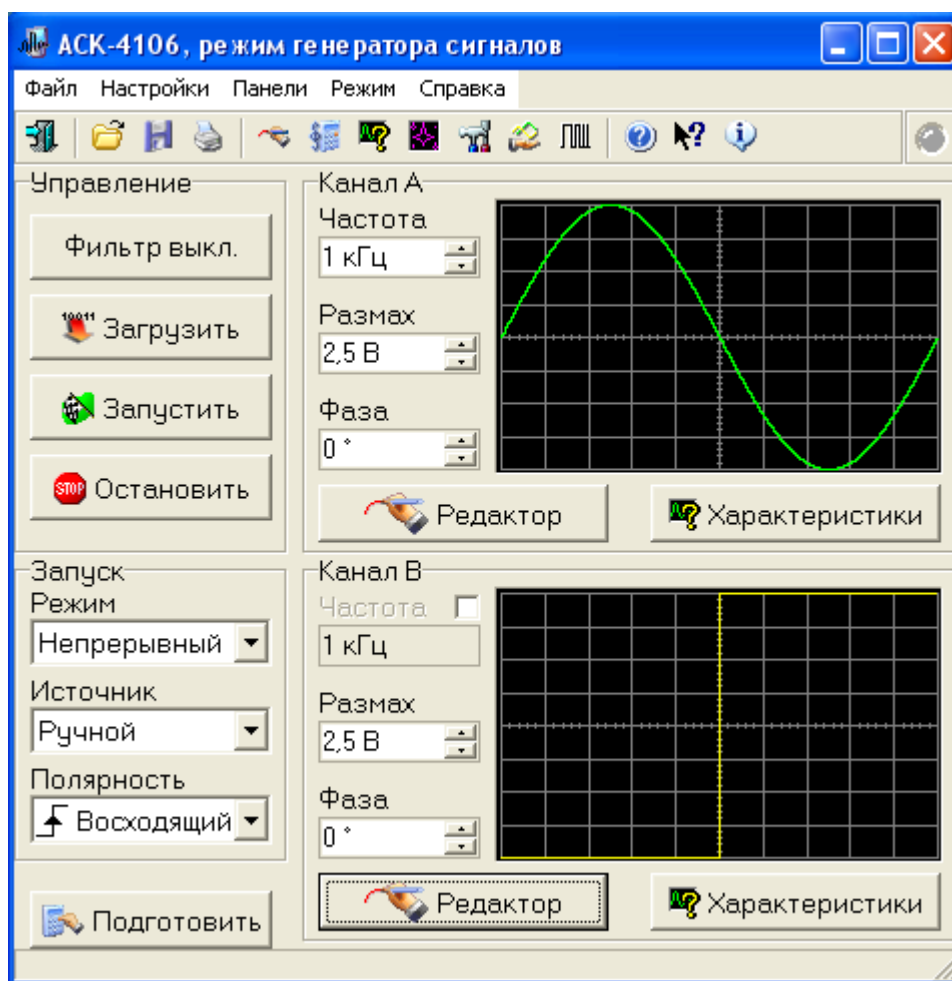 АСК-4106, режим генератора сигналов
Файл Настройки Панели Режим Справка
Управление
Фильтр выкл.
10011 Загрузить
Запустить
STOP Остановить
Запуск
Режим
Непрерывный
Источник
Ручной
Полярность
Восходящий
Подготовить
Канал A
Частота
1 кГц
Размах
2,5 В
Фаза
0 °
Редактор
Характеристики
Канал B
Частота
1 кГц
Размах
2,5 В
Фаза
0 °
Редактор
Характеристики